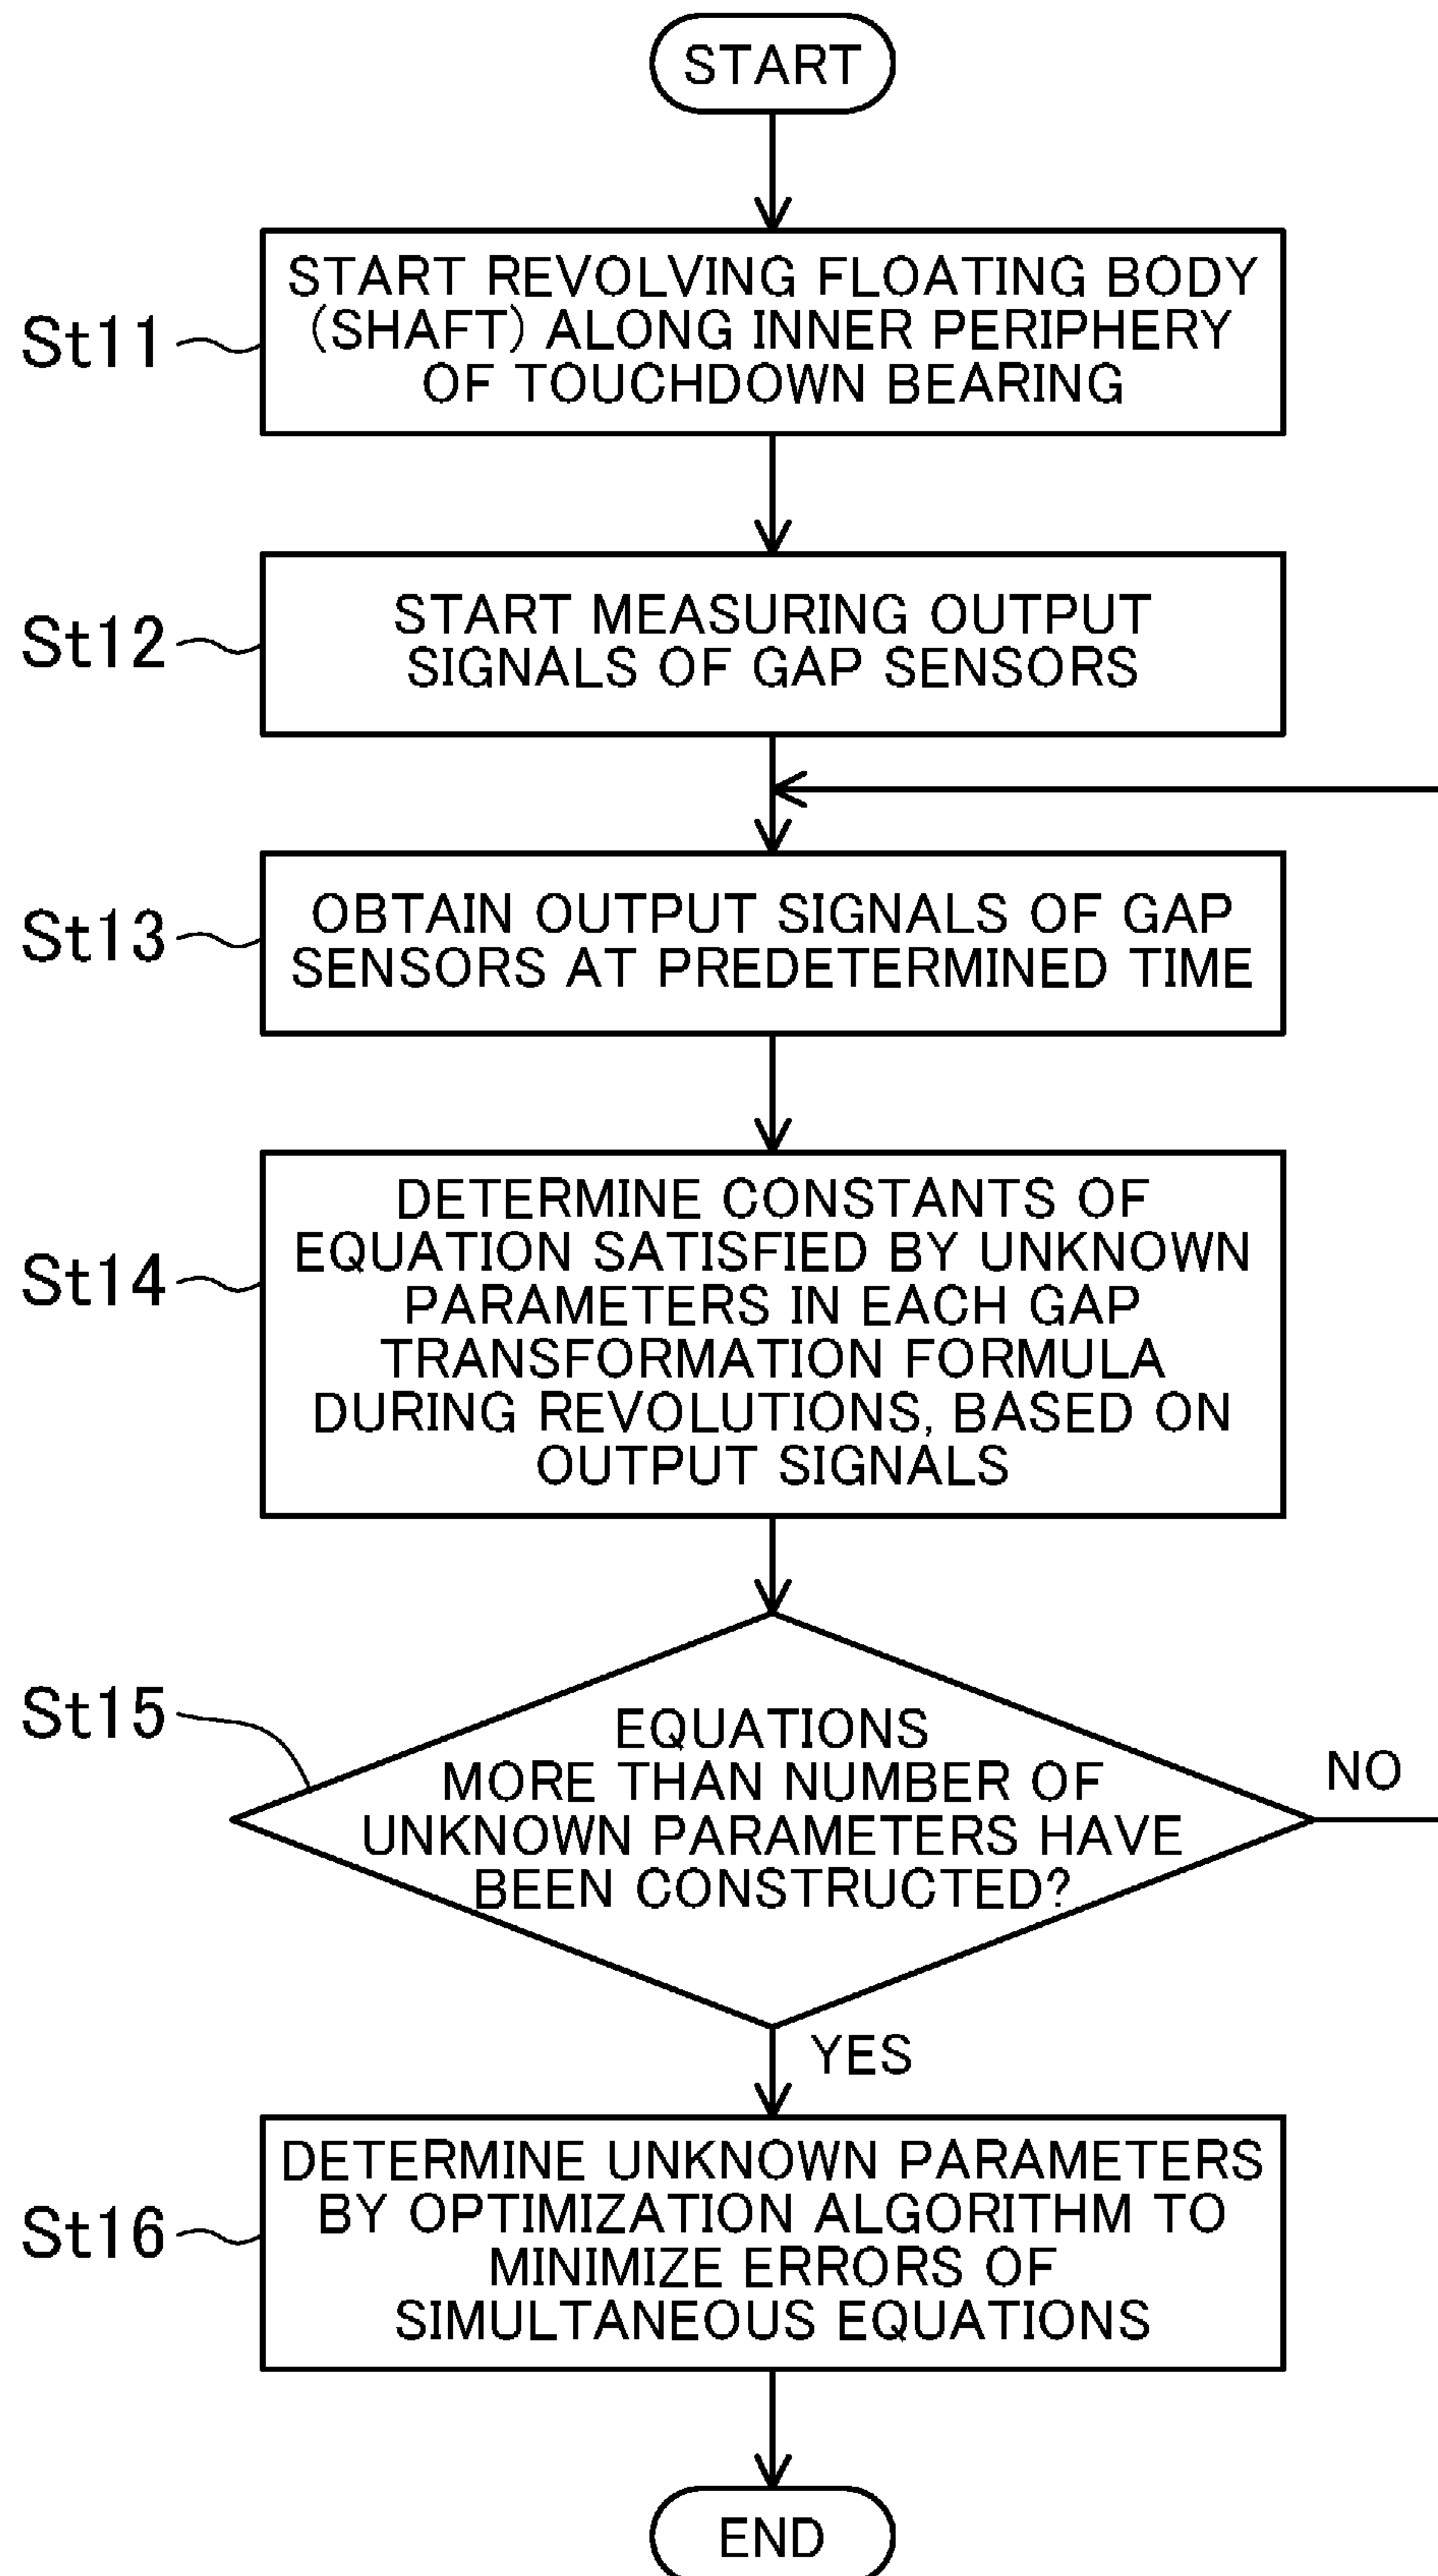 START
St11
START REVOLVING FLOATING BODY
(SHAFT) ALONG INNER PERIPHERY
OF TOUCHDOWN BEARING
St12
START MEASURING OUTPUT
SIGNALS OF GAP SENSORS
St13
OBTAIN OUTPUT SIGNALS OF GAP
SENSORS AT PREDETERMINED TIME
St14
DETERMINE CONSTANTS OF
EQUATION SATISFIED BY UNKNOWN
PARAMETERS IN EACH GAP
TRANSFORMATION FORMULA
DURING REVOLUTIONS, BASED ON
OUTPUT SIGNALS
St15
EQUATIONS
MORE THAN NUMBER OF
UNKNOWN PARAMETERS HAVE
BEEN CONSTRUCTED?
NO
YES
St16
DETERMINE UNKNOWN PARAMETERS
BY OPTIMIZATION ALGORITHM TO
MINIMIZE ERRORS OF
SIMULTANEOUS EQUATIONS
END